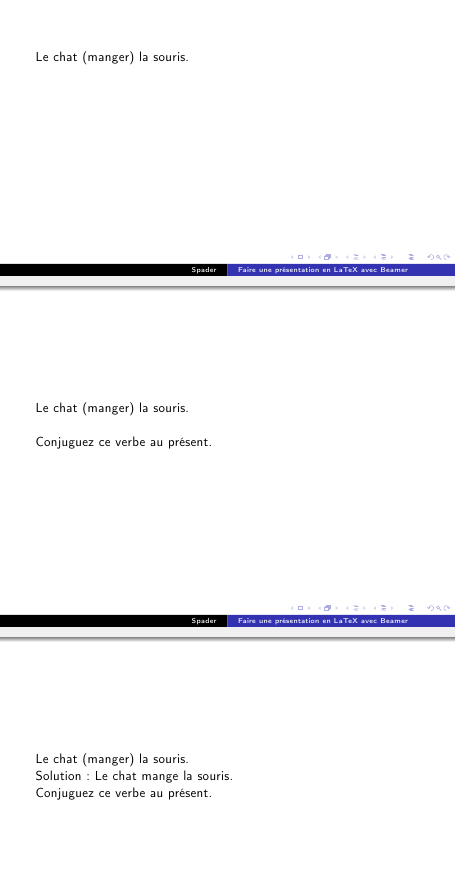 Le chat (manger) la souris.
Spader Faire une présentation en LaTeX avec Beamer
Le chat (manger) la souris.
Conjuguez ce verbe au présent.
Spader Faire une présentation en LaTeX avec Beamer
Le chat (manger) la souris.
Solution : Le chat mange la souris.
Conjuguez ce verbe au présent.